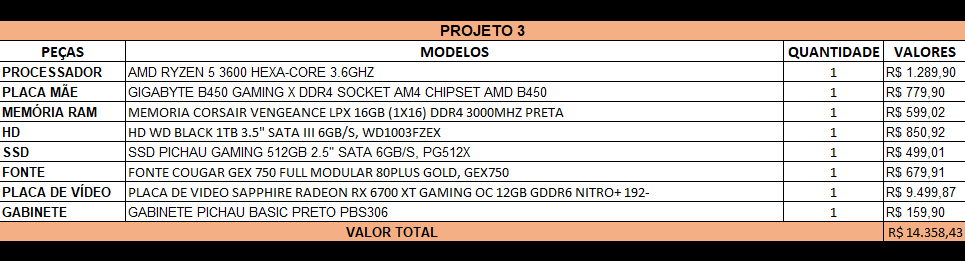 PROJETO 3
PEÇAS MODELOS QUANTIDADE VALORES
PROCESSADOR AMD RYZEN 5 3600 HEXA-CORE 3.6GHZ 1 R$ 1.289,90
PLACA MÃE GIGABYTE B450 GAMING X DDR4 SOCKET AM4 CHIPSET AMD B450 1 R$ 779,90
MEMÓRIA RAM MEMORIA CORSAIR VENGEANCE LPX 16GB (1X16) DDR4 3000MHZ PRETA 1 R$ 599,02
HD HD WD BLACK 1TB 3.5" SATA III 6GB/S, WD1003FZEX 1 R$ 850,92
SSD SSD PICHAU GAMING 512GB 2.5" SATA 6GB/S, PG512X 1 R$ 499,01
FONTE FONTE COUGAR GEX 750 FULL MODULAR 80PLUS GOLD, GEX750 1 R$ 679,91
PLACA DE VÍDEO PLACA DE VIDEO SAPPHIRE RADEON RX 6700 XT GAMING OC 12GB GDDR6 NITRO+ 192- 1 R$ 9.499,87
GABINETE GABINETE PICHAU BASIC PRETO PBS306 1 R$ 159,90
VALOR TOTAL R$ 14.358,43